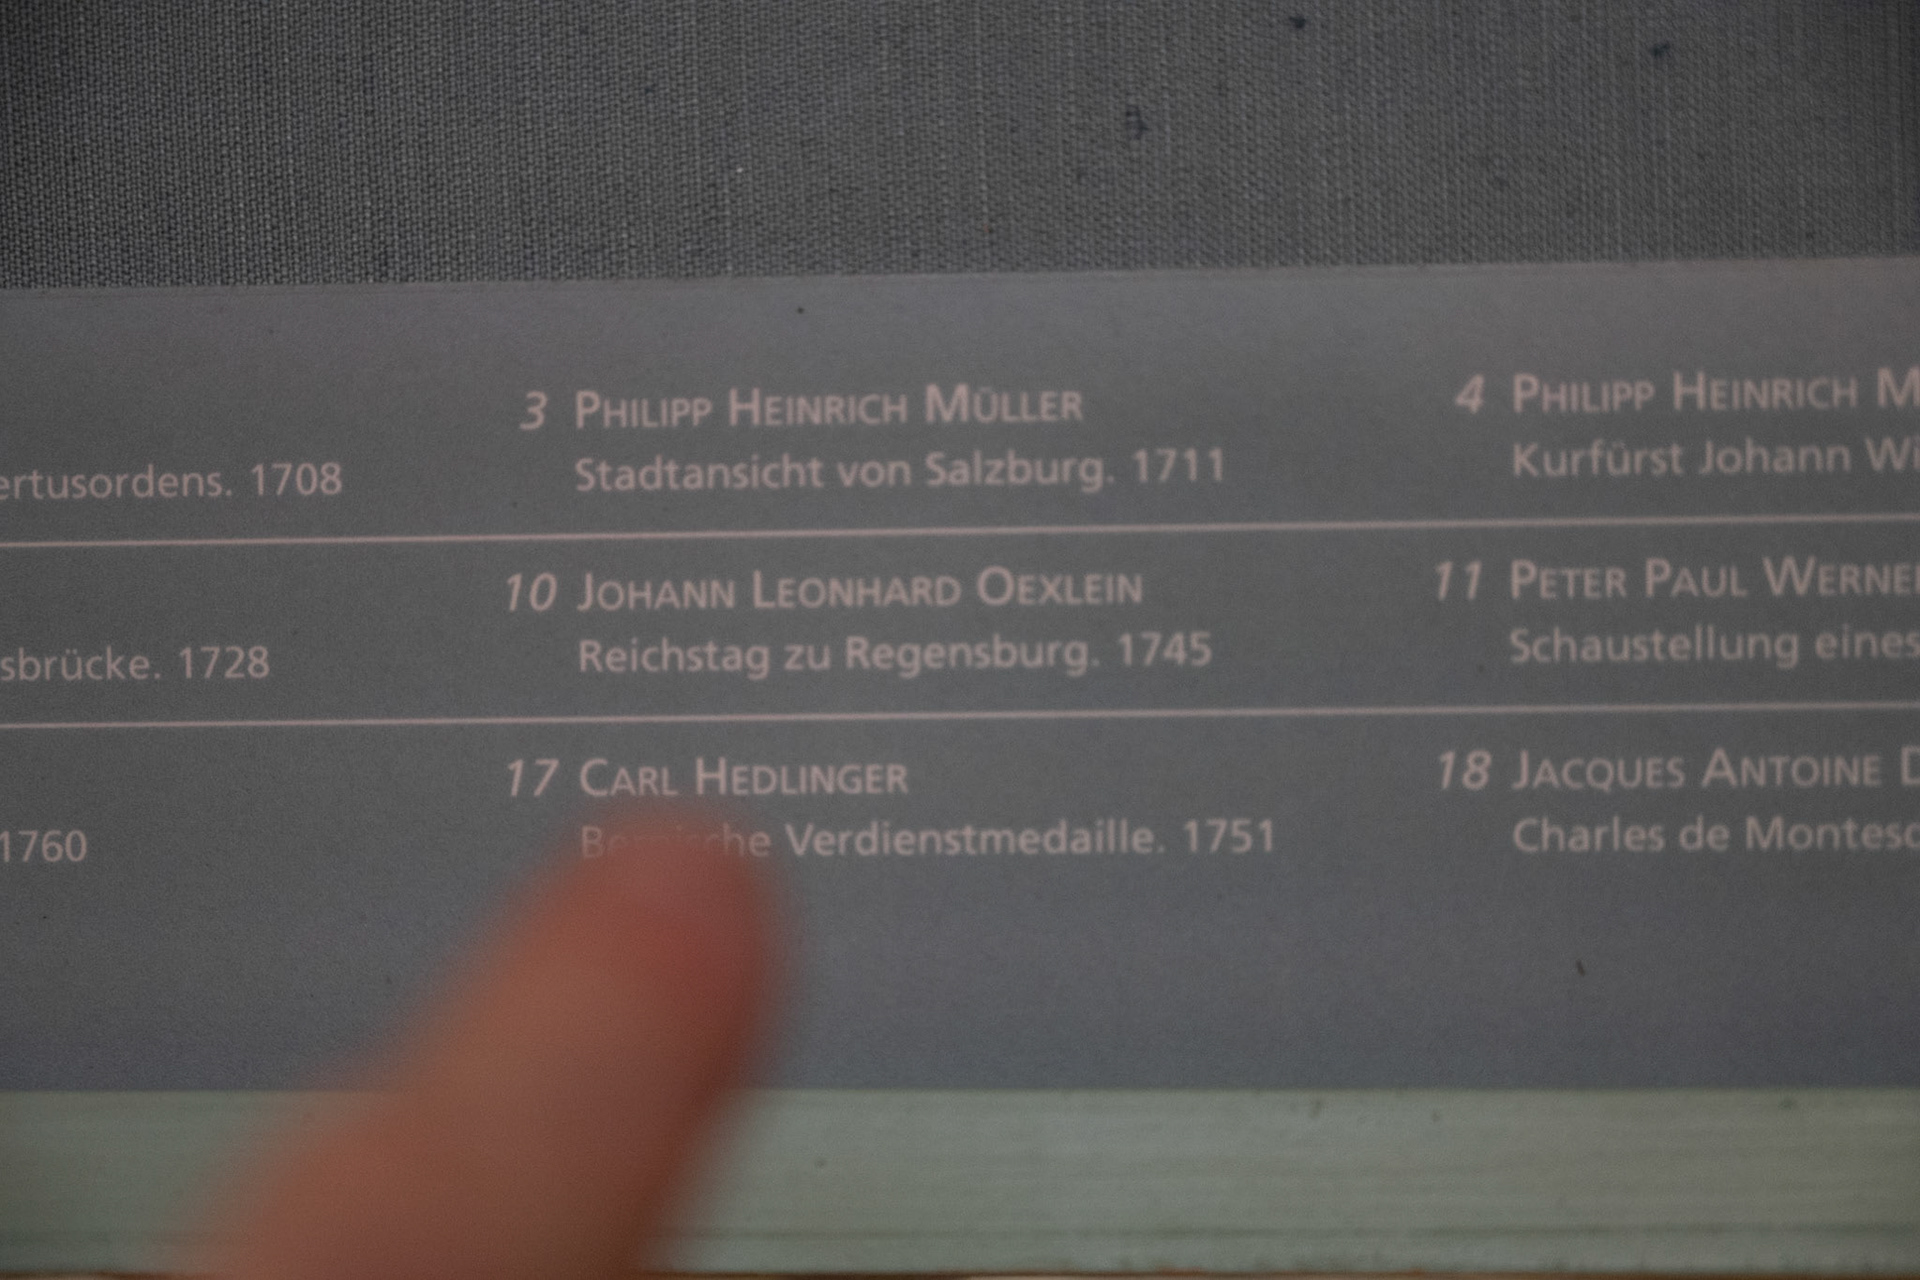 3 PHILIPP HEINRICH MÜLLER
4 PHILIPP HEINRICH M
ertusordens. 1708
Stadtansicht von Salzburg. 1711
Kurfürst Johann Wi
10 JOHANN LEONHARD OEXLEIN
11 PETER PAUL WERNE
sbrücke. 1728
Reichstag zu Regensburg. 1745
Schaustellung eines
17 CARL HEDLINGER
18 JACQUES ANTOINE D
1760
Verdienstmedaille. 1751
Charles de Montesq